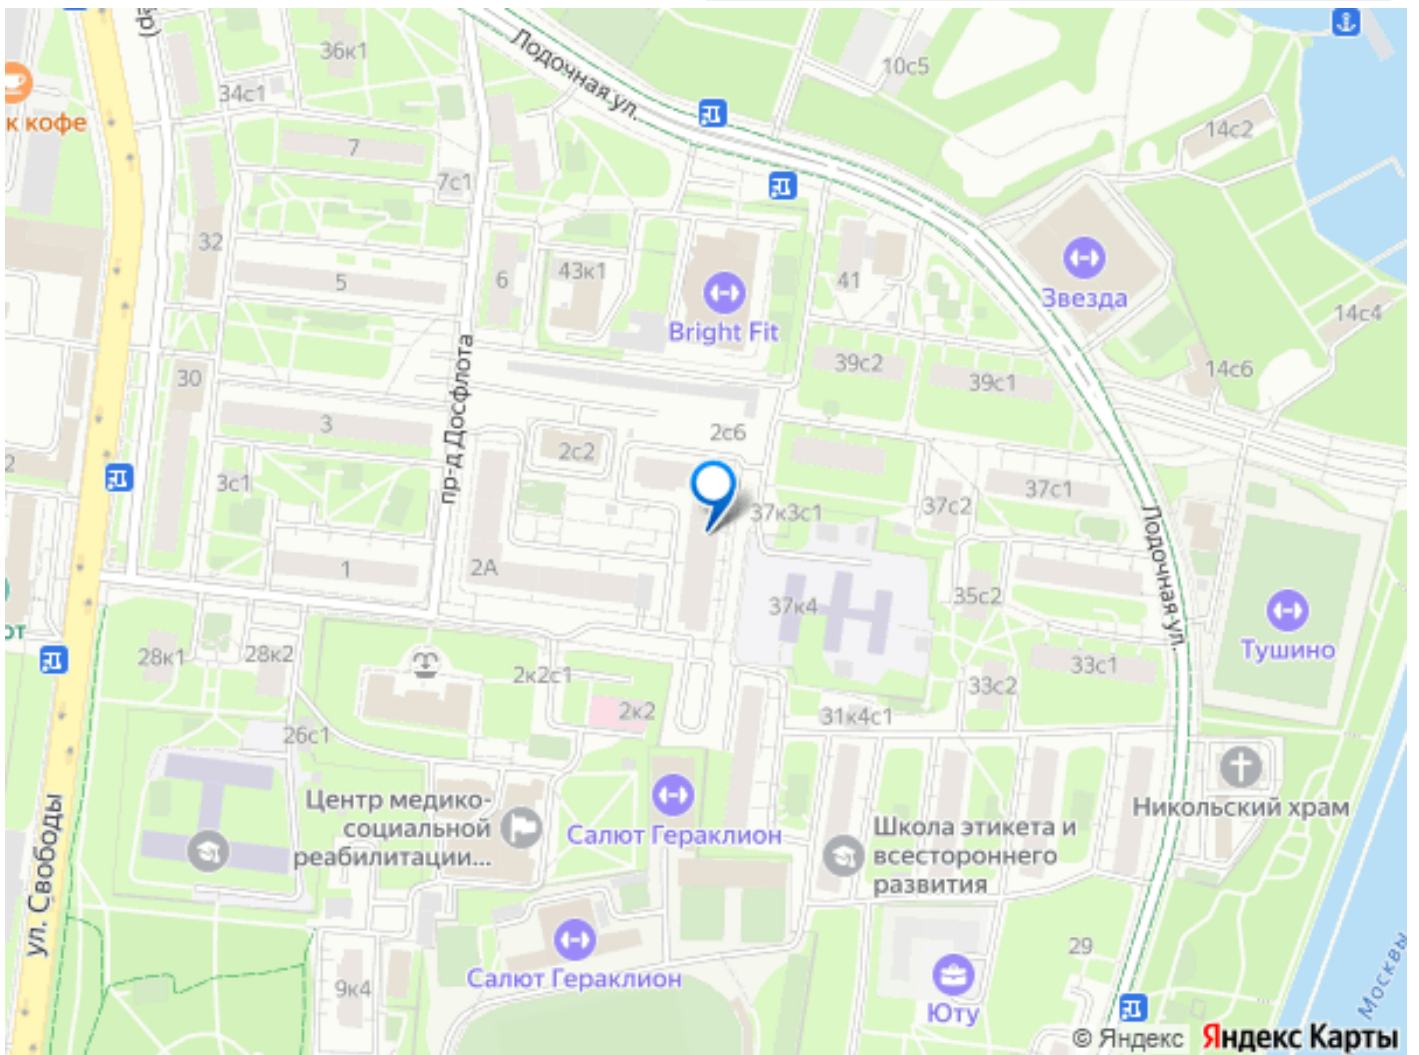 36к1
Лодочная ул.
10с5
34с1
к кофе
14с2
7
7с1
32
43к1
6
5
41
Bright Fit
Звезда
14с4
пр-д Досфлота
30
39с2
39с1
14с6
3
2с6
2с2
2
3с1
37с1
37с2
37к3с1
Лодочная ул.
1
2А
37к4
35с2
Тушино
28к1
28к2
2к2с1
33с1
33с2
2к2
31к4с1
26с1
Центр медико-
социальной
реабилитации...
Салют Гераклион
Школа этикета и
всестороннего
развития
Никольский храм
ул. Свободы
Салют Гераклион
29
9к4
Юту
Москвы
© Яндекс Яндекс Карты